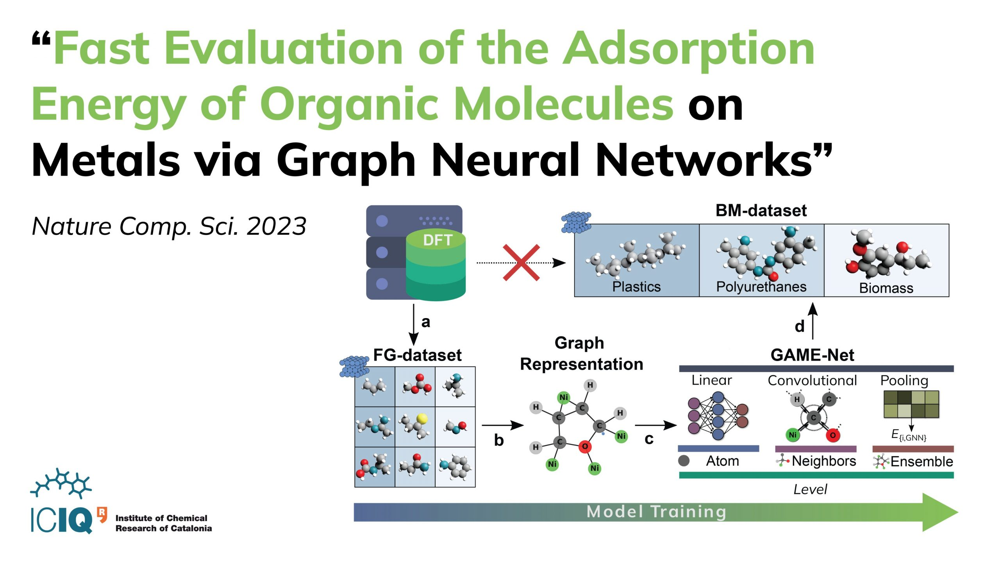 “Fast Evaluation of the Adsorption
Energy of Organic Molecules on
Metals via Graph Neural Networks”
Nature Comp. Sci. 2023
DFT
BM-dataset
Plastics
Polyurethanes
Biomass
a
d
FG-dataset
Graph
Representation
GAME-Net
b
H
Ni
H
C
C
H
C
Ni
H
C
O
Ni
Ni
c
Linear
Convolutional
Pooling
H
C
C
Ni
O
E{i,GNN}
Atom
Neighbors
Ensemble
Level
Model Training
ICIQR
Institute of Chemical
Research of Catalonia